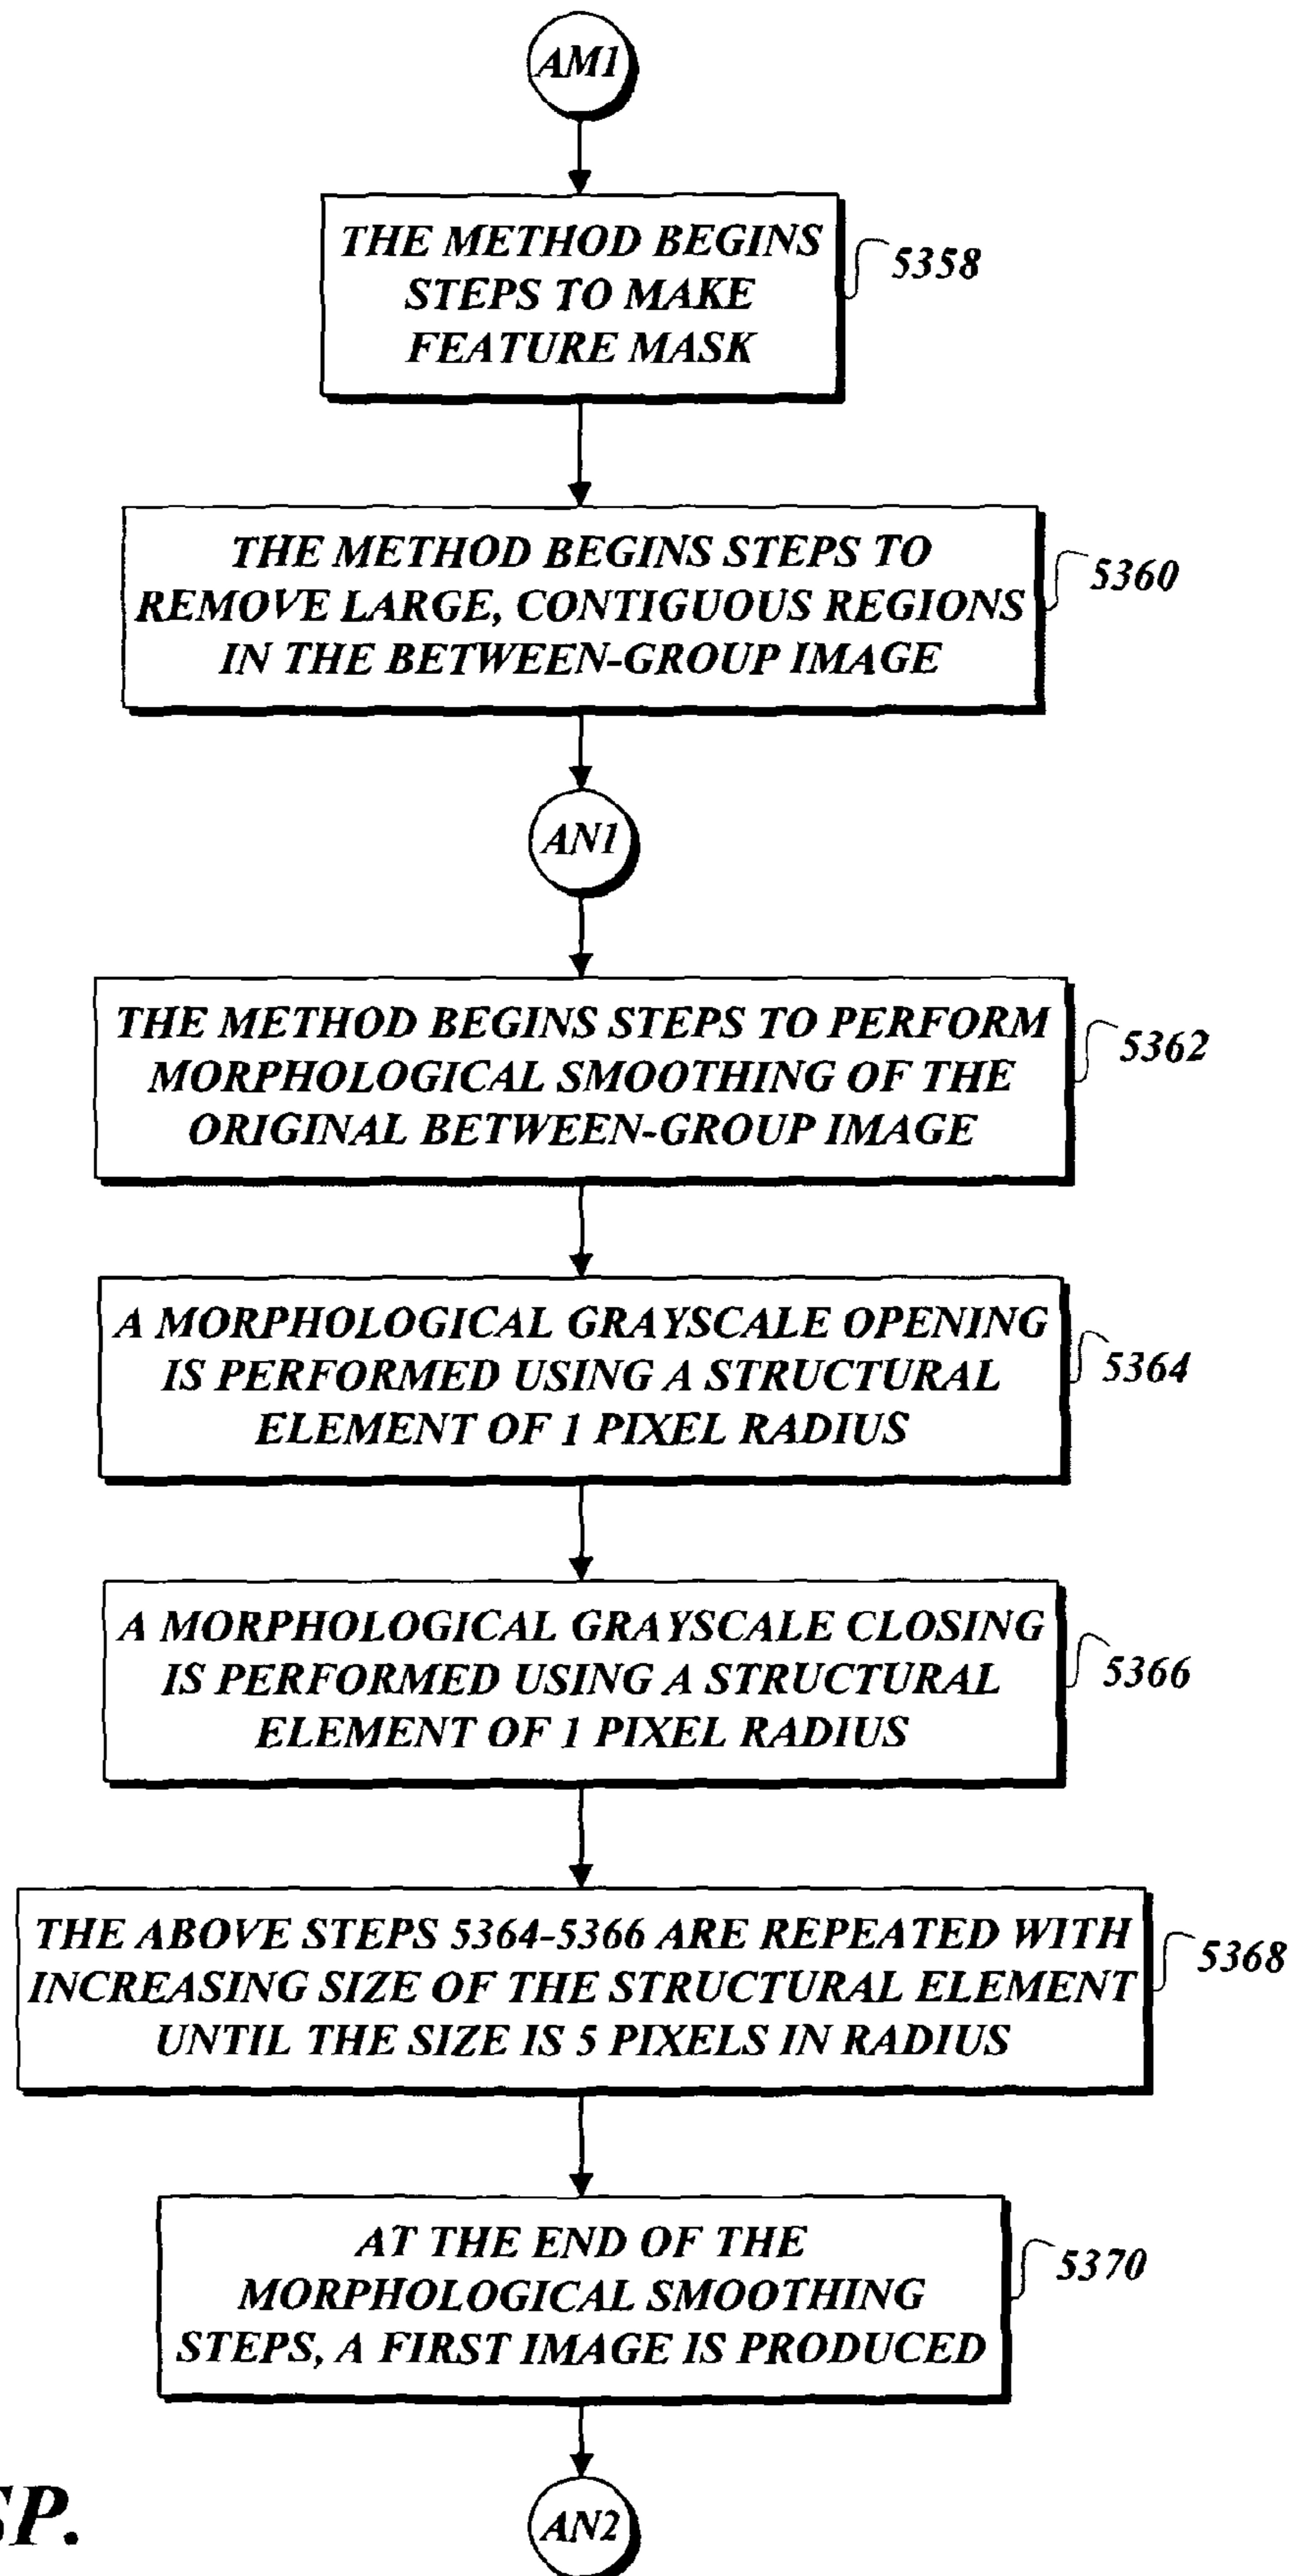 AM1
THE METHOD BEGINS
STEPS TO MAKE
FEATURE MASK
5358
THE METHOD BEGINS STEPS TO
REMOVE LARGE, CONTIGUOUS REGIONS
IN THE BETWEEN-GROUP IMAGE
5360
AN1
THE METHOD BEGINS STEPS TO PERFORM
MORPHOLOGICAL SMOOTHING OF THE
ORIGINAL BETWEEN-GROUP IMAGE
5362
A MORPHOLOGICAL GRAYSCALE OPENING
IS PERFORMED USING A STRUCTURAL
ELEMENT OF 1 PIXEL RADIUS
5364
A MORPHOLOGICAL GRAYSCALE CLOSING
IS PERFORMED USING A STRUCTURAL
ELEMENT OF 1 PIXEL RADIUS
5366
THE ABOVE STEPS 5364-5366 ARE REPEATED WITH
INCREASING SIZE OF THE STRUCTURAL ELEMENT
UNTIL THE SIZE IS 5 PIXELS IN RADIUS
5368
AT THE END OF THE
MORPHOLOGICAL SMOOTHING
STEPS, A FIRST IMAGE IS PRODUCED
5370
SP.
AN2